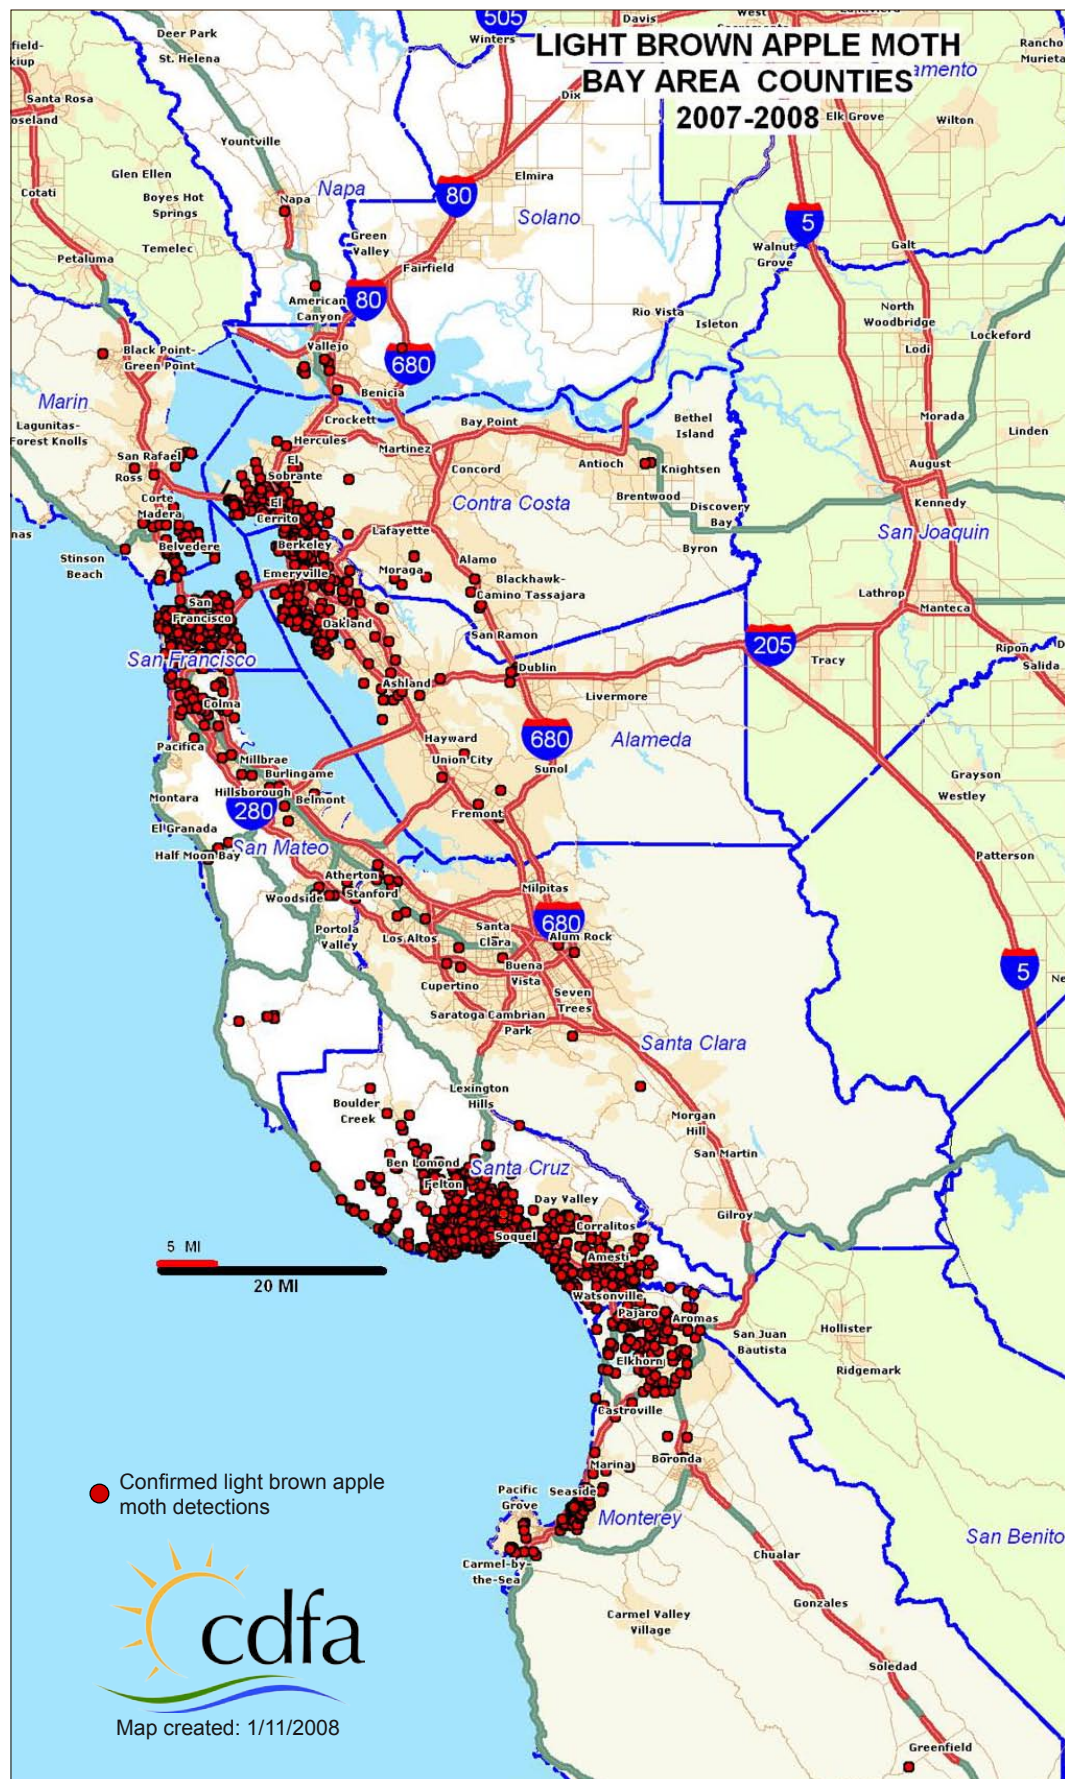 505
Davis
West
Deer Park
Winters
LIGHT BROWN APPLE MOTH
BAY AREA  COUNTIES
2007-2008
Rancho
Murieta
St. Helena
amento
field-
kiup
Dix
Santa Rosa
oseland
Elk Grove
Wilton
Yountville
Glen Ellen
Cotati
Boyes Hot
Springs
Napa
Napa
Elmira
80
Solano
5
Temelec
Green
Valley
Walnut
Grove
Galt
Petaluma
Fairfield
American
Canyon
80
Rio Vista
Isleton
North
Woodbridge
Lockeford
Lodi
Black Point-
Green Point
Vallejo
680
Marin
Benicia
Lagunitas-
Forest Knolls
Crockett
Bay Point
Bethel
Island
Morada
Linden
Hercules
Martinez
San Rafael
El
Sobrante
Concord
Antioch
Knightsen
August
Ross
Corte
Madera
El
Cerrito
Contra Costa
Brentwood
Discovery
Bay
Kennedy
San Joaquin
nas
Stinson
Beach
Belvedere
Berkeley
Lafayette
Byron
Emeryville
Moraga
Alamo
Blackhawk-
Camino Tassajara
Lathrop
Manteca
San
Francisco
Oakland
San Ramon
205
Ripon
Salida
San Francisco
Dublin
Tracy
Colma
Ashland
Livermore
Pacifica
Hayward
680
Alameda
Millbrae
Union City
Sunol
Burlingame
Grayson
Montara
Hillsborough
Belmont
Westley
280
Fremont
El Granada
San Mateo
Half Moon Bay
Patterson
Atherton
Milpitas
Woodside
Stanford
Portola
Valley
Los Altos
Santa
Clara
680
Alum Rock
Buena
Vista
5
Cupertino
Seven
Trees
Ne
Saratoga
Cambrian
Park
Santa Clara
Lexington
Hills
Boulder
Creek
Morgan
Hill
San Martin
Ben Lomond
Santa Cruz
Felton
Day Valley
Gilroy
Soquel
Corralitos
Amesti
5 MI
20 MI
Watsonville
Pajaro
Aromas
San Juan
Bautista
Hollister
Elkhorn
Ridgemark
Castroville
Marina
Boronda
Confirmed light brown apple
moth detections
Pacific
Grove
Seaside
Monterey
San Benito
Carmel-by-
the-Sea
Chualar
Gonzales
Carmel Valley
Village
cdfa
Soledad
Map created: 1/11/2008
Greenfield